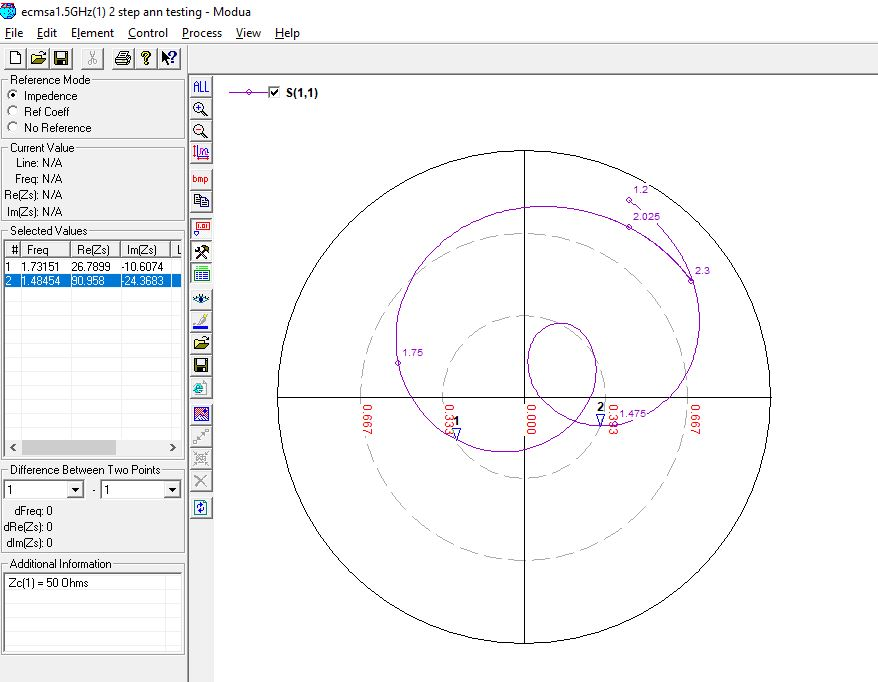 ecmsa1.5GHz(1) 2 step ann testing - Modua
File Edit Element Control Process View Help
Reference Mode
Impedence
Ref Coeff
No Reference
Current Value
Line: N/A
Freq: N/A
Re(Zs): N/A
Im(Zs): N/A
Selected Values
# Freq Re(Zs) Im(Zs) L
1 1.73151 26.7899 -10.6074
2 1.48454 90.958 -24.3683
Difference Between Two Points
1 - 1
dFreq: 0
dRe(Zs): 0
dIm(Zs): 0
Additional Information
Zc(1) = 50 Ohms
ALL
bmp
1.01
S(1,1)
1.2
2.025
2.3
1.75
1
2
1.475
0.667
0.333
0.000
0.333
0.667